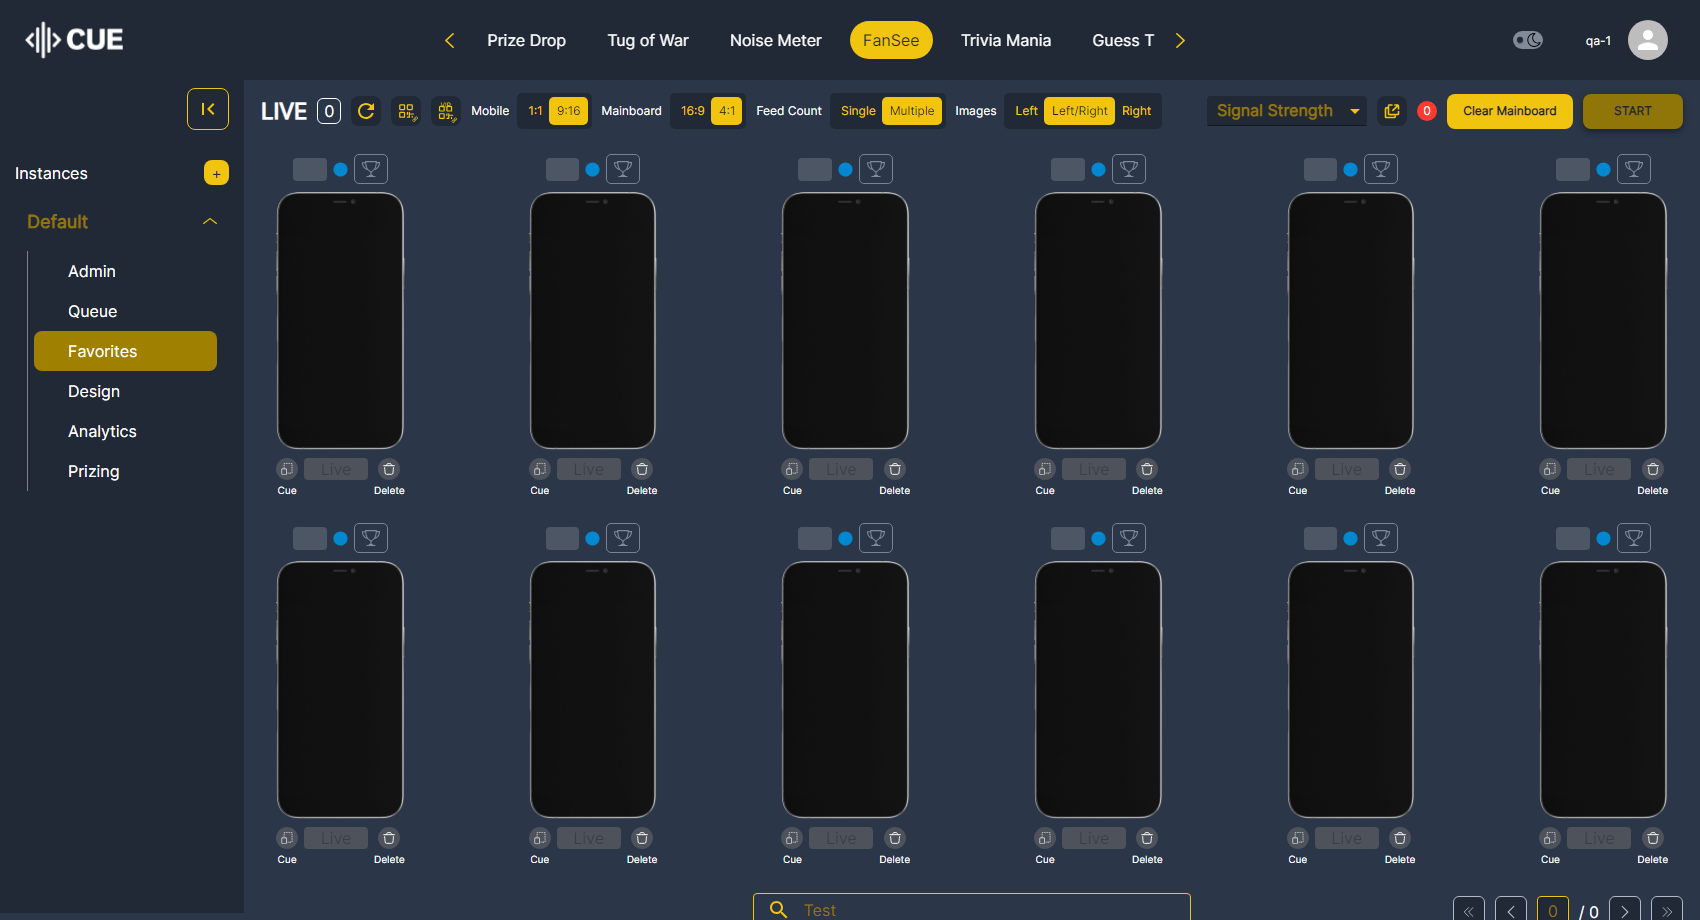 CUE
Prize Drop Tug of War Noise Meter FanSee Trivia Mania Guess T
qa-1
LIVE 0 Mobile 1:1 9:16 Mainboard 16:9 4:1 Feed Count Single Multiple Images Left Left/Right Right Signal Strength 0 Clear Mainboard START
Instances +
Default
Admin
Queue
Favorites
Design
Analytics
Prizing
Live Live Live Live Live Live
Cue Delete Cue Delete Cue Delete Cue Delete Cue Delete Cue Delete
Live Live Live Live Live Live
Cue Delete Cue Delete Cue Delete Cue Delete Cue Delete Cue Delete
Test
0 / 0